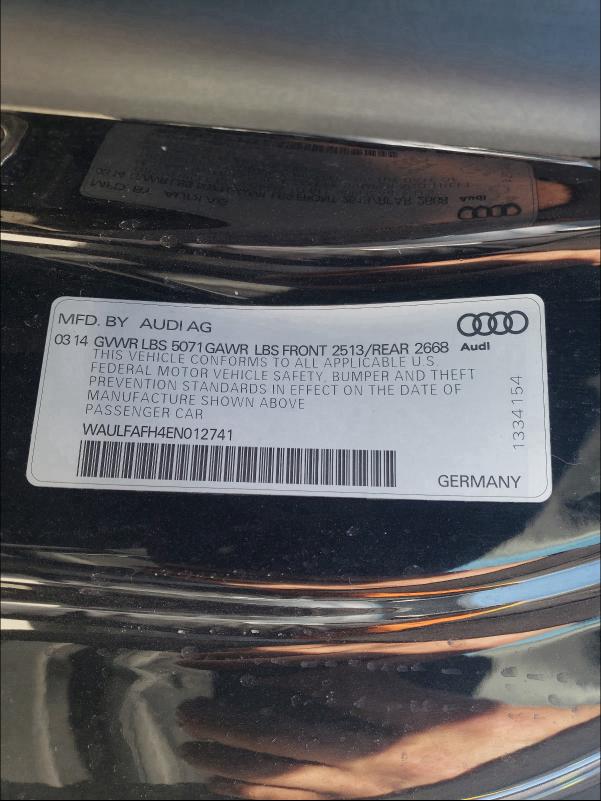 MFD. BY AUDI AG
03 14 GVWR LBS 5071 GAWR LBS FRONT 2513/REAR 2668
Audi
THIS VEHICLE CONFORMS TO ALL APPLICABLE U.S.
FEDERAL MOTOR VEHICLE SAFETY, BUMPER AND THEFT
PREVENTION STANDARDS IN EFFECT ON THE DATE OF
MANUFACTURE SHOWN ABOVE
PASSENGER CAR
WAULFAFH4EN012741
1334154
GERMANY